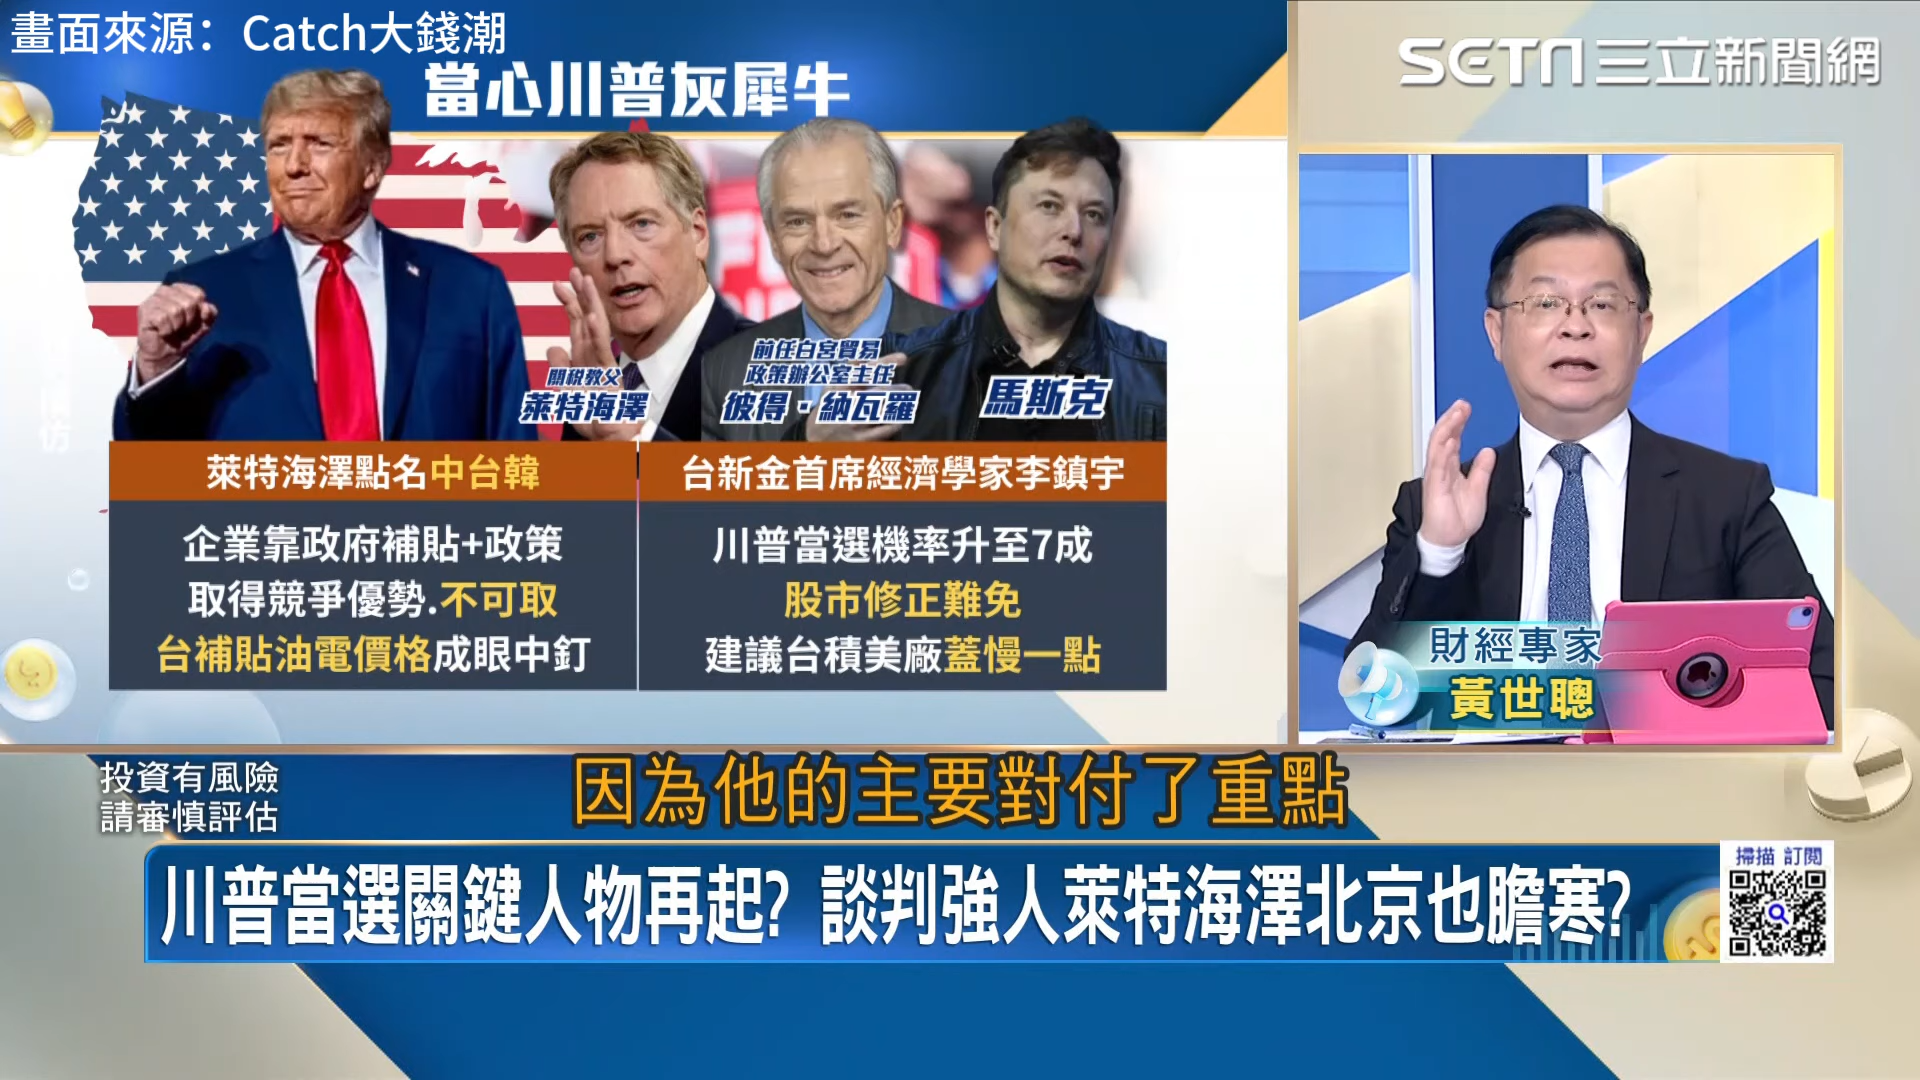 畫面來源：Catch大錢潮
SETN三立新聞網
當心川普灰犀牛
關稅教父
萊特海澤
前任白宮貿易
政策辦公室主任
彼得·納瓦羅
馬斯克
萊特海澤點名中台韓
企業靠政府補貼+政策
取得競爭優勢.不可取
台補貼油電價格成眼中釘
台新金首席經濟學家李鎮宇
川普當選機率升至7成
股市修正難免
建議台積美廠蓋慢一點
財經專家
黃世聰
投資有風險
請審慎評估
因為他的主要對付了重點
川普當選關鍵人物再起? 談判強人萊特海澤北京也膽寒?
掃描 訂閱